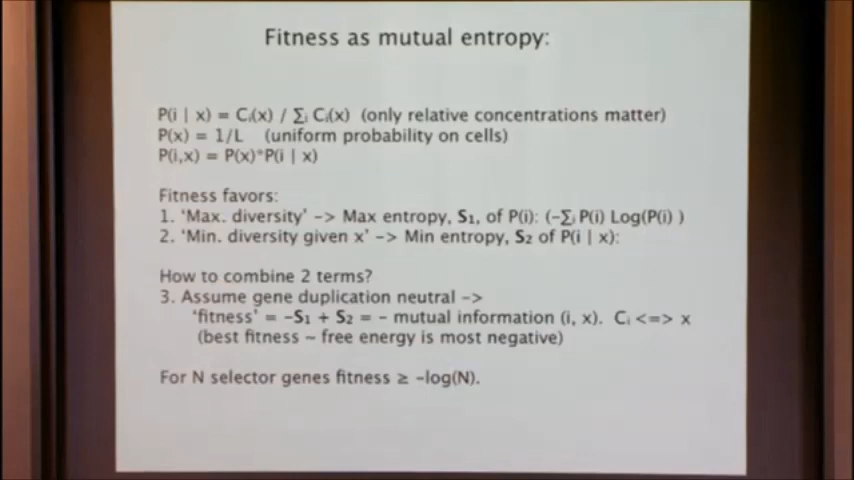 Fitness as mutual entropy:
P(i | x) = Cᵢ(x) / Σᵢ Cᵢ(x) (only relative concentrations matter)
P(x) = 1/L (uniform probability on cells)
P(i,x) = P(x)*P(i | x)
Fitness favors:
1. 'Max. diversity' -> Max entropy, S₁, of P(i): (-Σᵢ P(i) Log(P(i) )
2. 'Min. diversity given x' -> Min entropy, S₂ of P(i | x):
How to combine 2 terms?
3. Assume gene duplication neutral ->
'fitness' = -S₁ + S₂ = - mutual information (i, x). Cᵢ <=> x
(best fitness ~ free energy is most negative)
For N selector genes fitness ≥ -log(N).